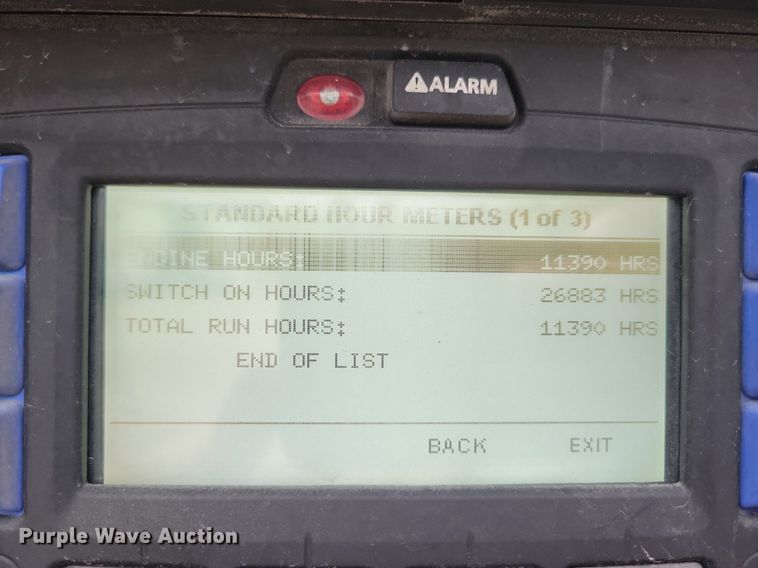 ALARM
STANDARD HOUR METERS (1 of 3)
ENGINE HOURS: 11390 HRS
SWITCH ON HOURS: 26883 HRS
TOTAL RUN HOURS: 11390 HRS
END OF LIST
BACK EXIT
Purple Wave Auction